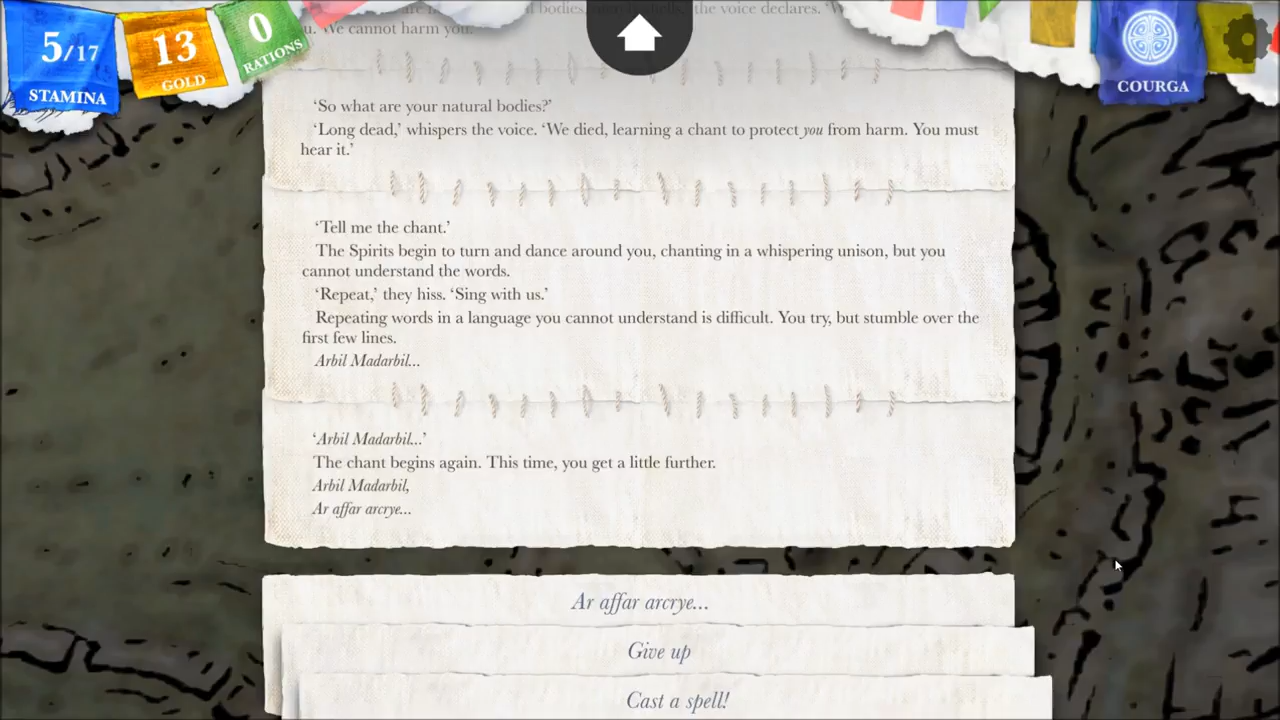 5/17
STAMINA
13
GOLD
0
RATIONS
COURGA
bodies,
the voice declares.
We cannot harm you.
‘So what are your natural bodies?’
‘Long dead,’ whispers the voice. ‘We died, learning a chant to protect you from harm. You must
hear it.’
‘Tell me the chant.’
The Spirits begin to turn and dance around you, chanting in a whispering unison, but you
cannot understand the words.
‘Repeat,’ they hiss. ‘Sing with us.’
Repeating words in a language you cannot understand is difficult. You try, but stumble over the
first few lines.
Arbil Madarbil...
‘Arbil Madarbil...’
The chant begins again. This time, you get a little further.
Arbil Madarbil,
Ar affar arcrye...
Ar affar arcrye...
Give up
Cast a spell!